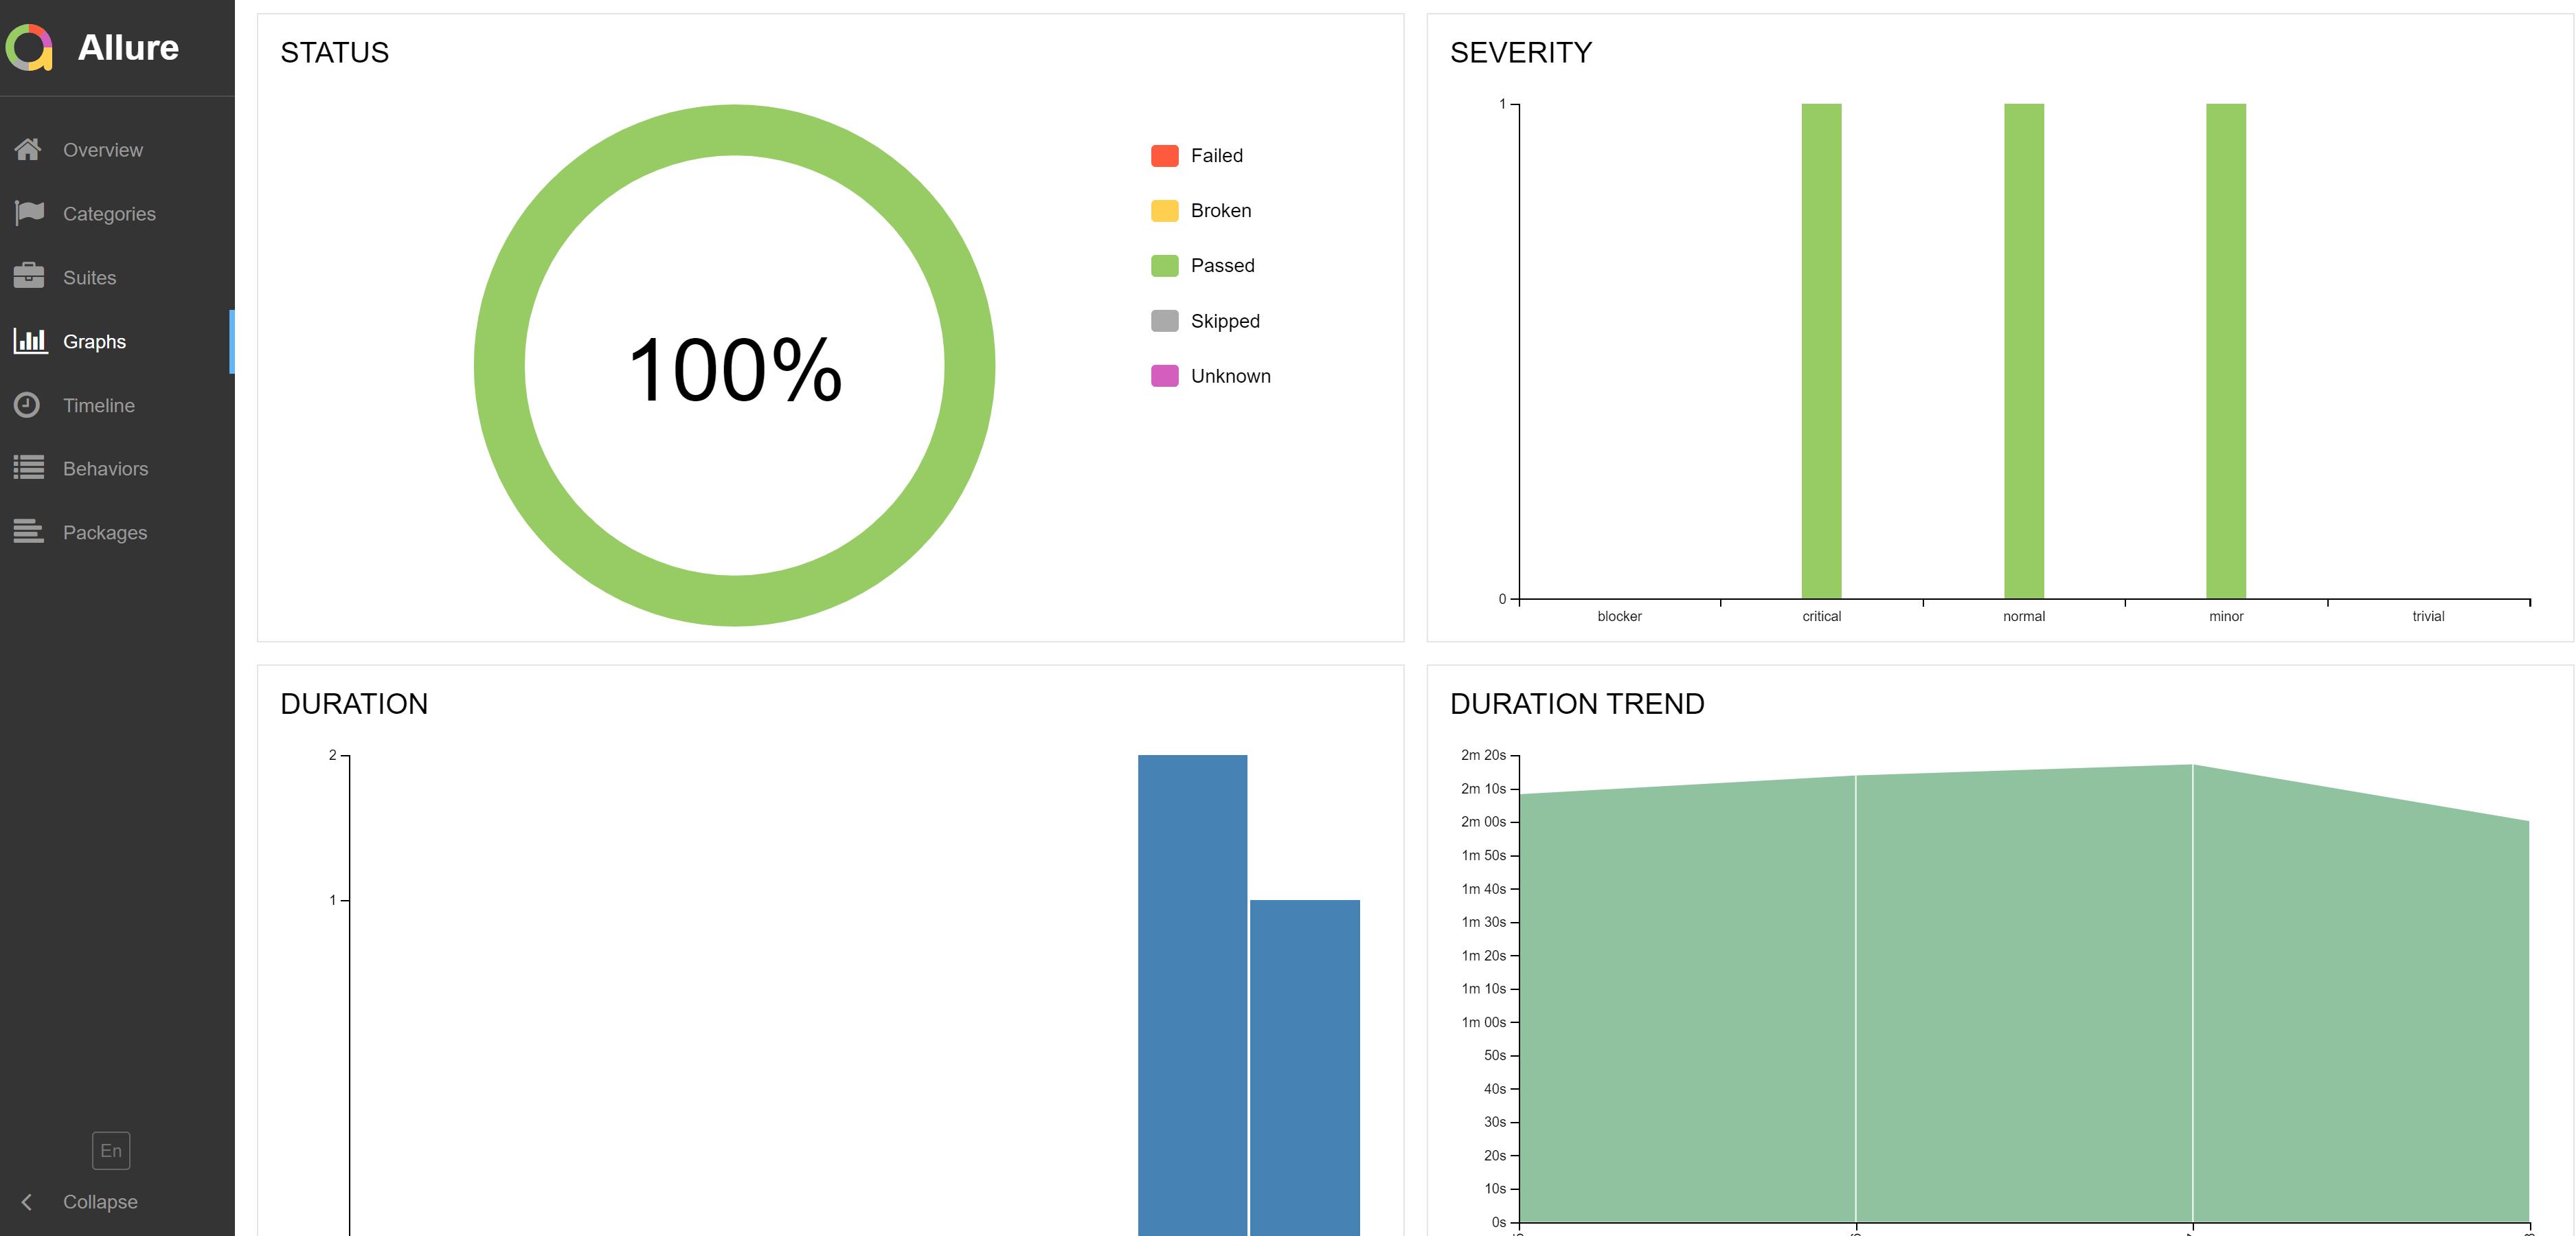 Allure
Overview
Categories
Suites
Graphs
Timeline
Behaviors
Packages
En
Collapse
STATUS
100%
Failed
Broken
Passed
Skipped
Unknown
SEVERITY
1
0
blocker critical normal minor trivial
DURATION
2
1
DURATION TREND
2m 20s
2m 10s
2m 00s
1m 50s
1m 40s
1m 30s
1m 20s
1m 10s
1m 00s
50s
40s
30s
20s
10s
0s